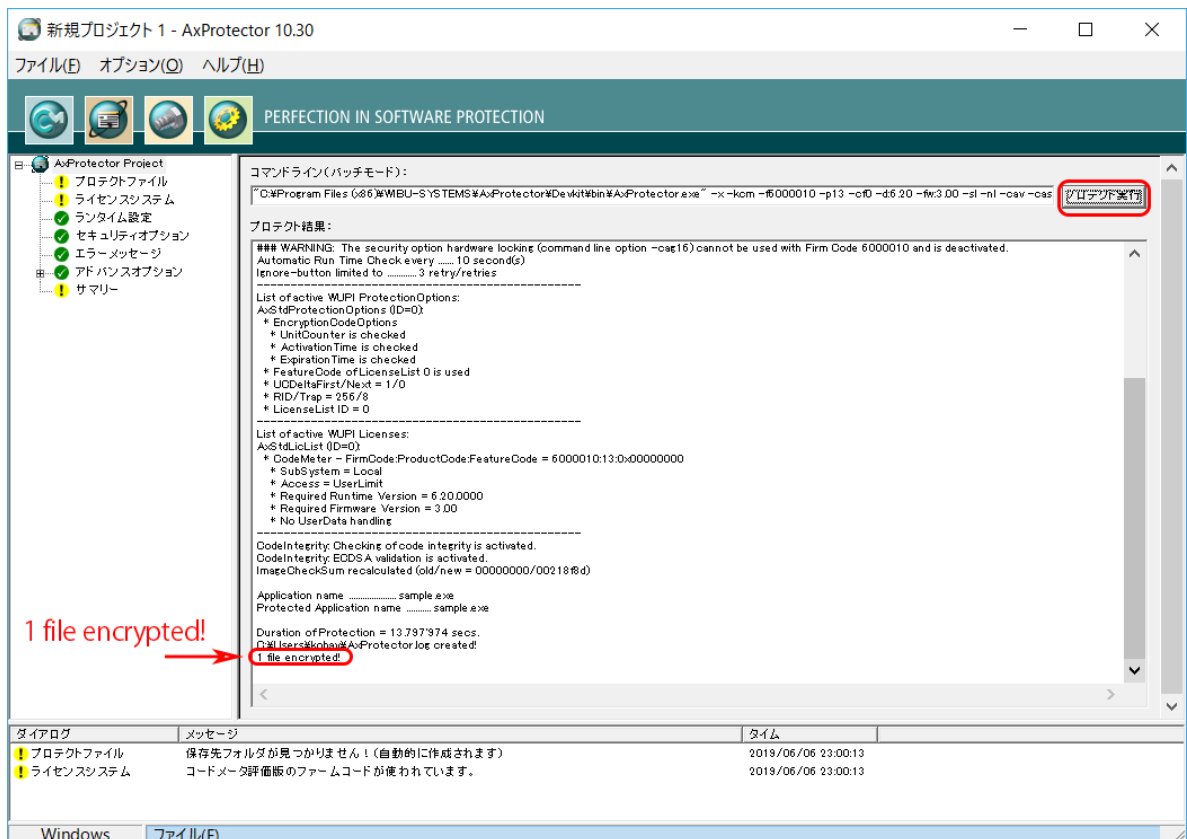 新規プロジェクト 1 - AxProtector 10.30
ファイル(F) オプション(O) ヘルプ(H)
PERFECTION IN SOFTWARE PROTECTION
AxProtector Project
プロテクトファイル
ライセンスシステム
ランタイム設定
セキュリティオプション
エラーメッセージ
アドバンスオプション
サマリー
コマンドライン(バッチモード):
"C:¥Program Files (x86)¥WIBU-SYSTEMS¥AxProtector¥Devkit¥bin¥AxProtector.exe" -x -kcm -f6000010 -p13 -cf0 -d:6.20 -fw:3.00 -sl -nl -cav -cas
プロテクト実行
プロテクト結果:
### WARNING: The security option hardware locking (command line option -cag16) cannot be used with Firm Code 6000010 and is deactivated.
Automatic Run Time Check every ...... 10 second(s)
Ignore-button limited to ........... 3 retry/retries
--------------------------------------------------
List of active WUPI ProtectionOptions:
AxStdProtectionOptions (ID=0):
* EncryptionCodeOptions
* UnitCounter is checked
* ActivationTime is checked
* ExpirationTime is checked
* FeatureCode of LicenseList 0 is used
* UCDeltaFirst/Next = 1/0
* RID/Trap = 256/8
* LicenseList ID = 0
--------------------------------------------------
List of active WUPI Licenses:
AxStdLicList (ID=0):
* CodeMeter - FirmCode:ProductCode:FeatureCode = 6000010:13:0x00000000
* SubSystem = Local
* Access = UserLimit
* Required Runtime Version = 6.20.0000
* Required Firmware Version = 3.00
* No UserData handling
--------------------------------------------------
CodeIntegrity: Checking of code integrity is activated.
CodeIntegrity: ECDSA validation is activated.
ImageCheckSum recalculated (old/new = 00000000/00218f8d)
Application name .................. sample.exe
Protected Application name .......... sample.exe
Duration of Protection = 13.797'974 secs.
C:¥Users¥kobay¥AxProtector.log created!
1 file encrypted!
1 file encrypted!
ダイアログ メッセージ タイム
プロテクトファイル 保存先フォルダが見つかりません!(自動的に作成されます) 2019/06/06 23:00:13
ライセンスシステム コードメータ評価版のファームコードが使われています。 2019/06/06 23:00:13
Windows ファイル(F)